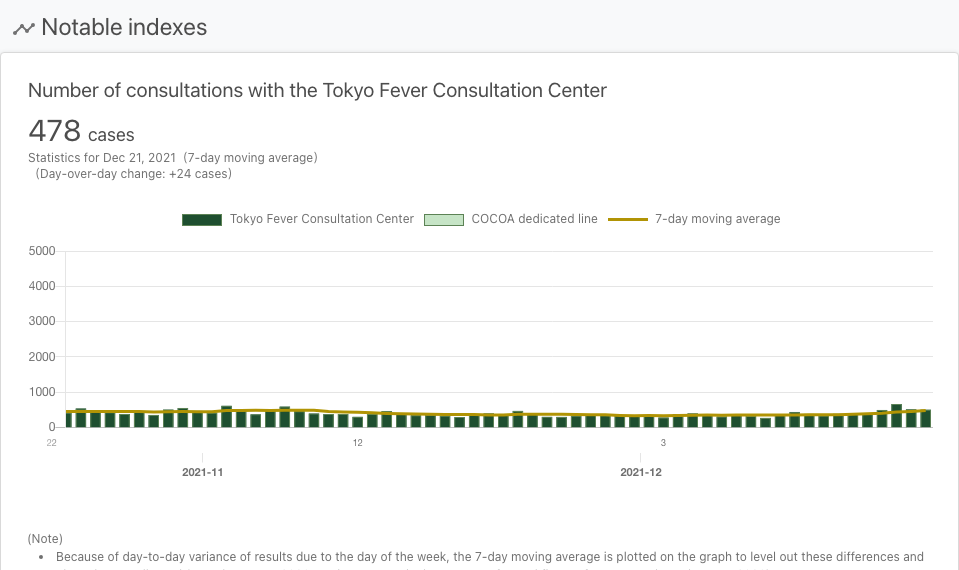 Notable indexes
Number of consultations with the Tokyo Fever Consultation Center
478 cases
Statistics for Dec 21, 2021 (7-day moving average)
(Day-over-day change: +24 cases)
Tokyo Fever Consultation Center COCOA dedicated line 7-day moving average
5000
4000
3000
2000
1000
0
22 12 3
2021-11 2021-12
(Note)
• Because of day-to-day variance of results due to the day of the week, the 7-day moving average is plotted on the graph to level out these differences and